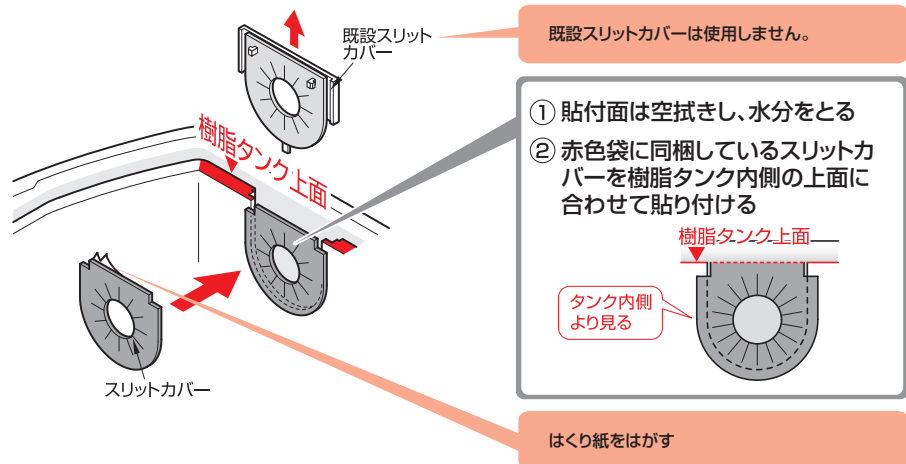 既設スリット
カバー
既設スリットカバーは使用しません。
樹脂タンク上面
① 貼付面は空拭きし、水分をとる
② 赤色袋に同梱しているスリットカ
バーを樹脂タンク内側の上面に
合わせて貼り付ける
樹脂タンク上面
タンク内側
より見る
スリットカバー
はくり紙をはがす